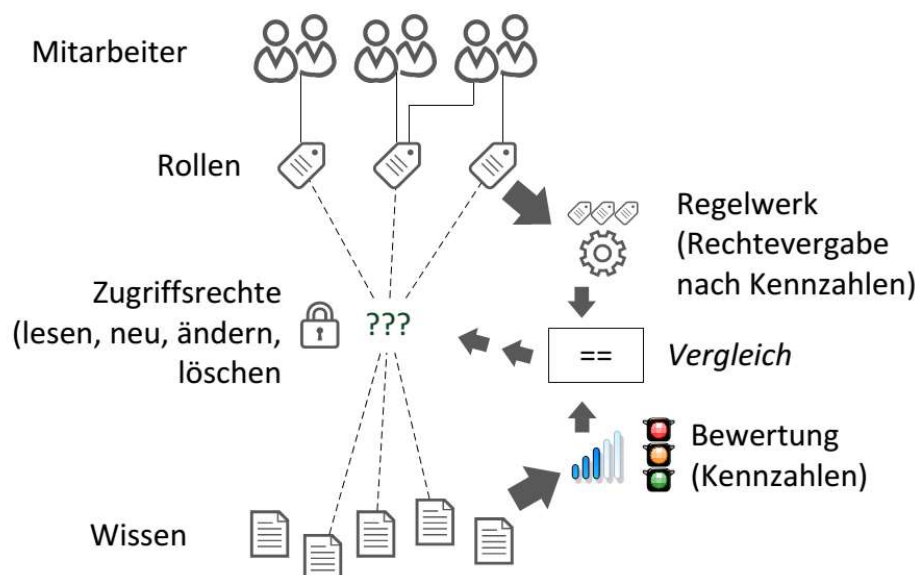 Mitarbeiter
Rollen
Regelwerk
(Rechtevergabe
nach Kennzahlen)
Zugriffsrechte
(lesen, neu, ändern,
löschen
???
==
Vergleich
Bewertung
(Kennzahlen)
Wissen